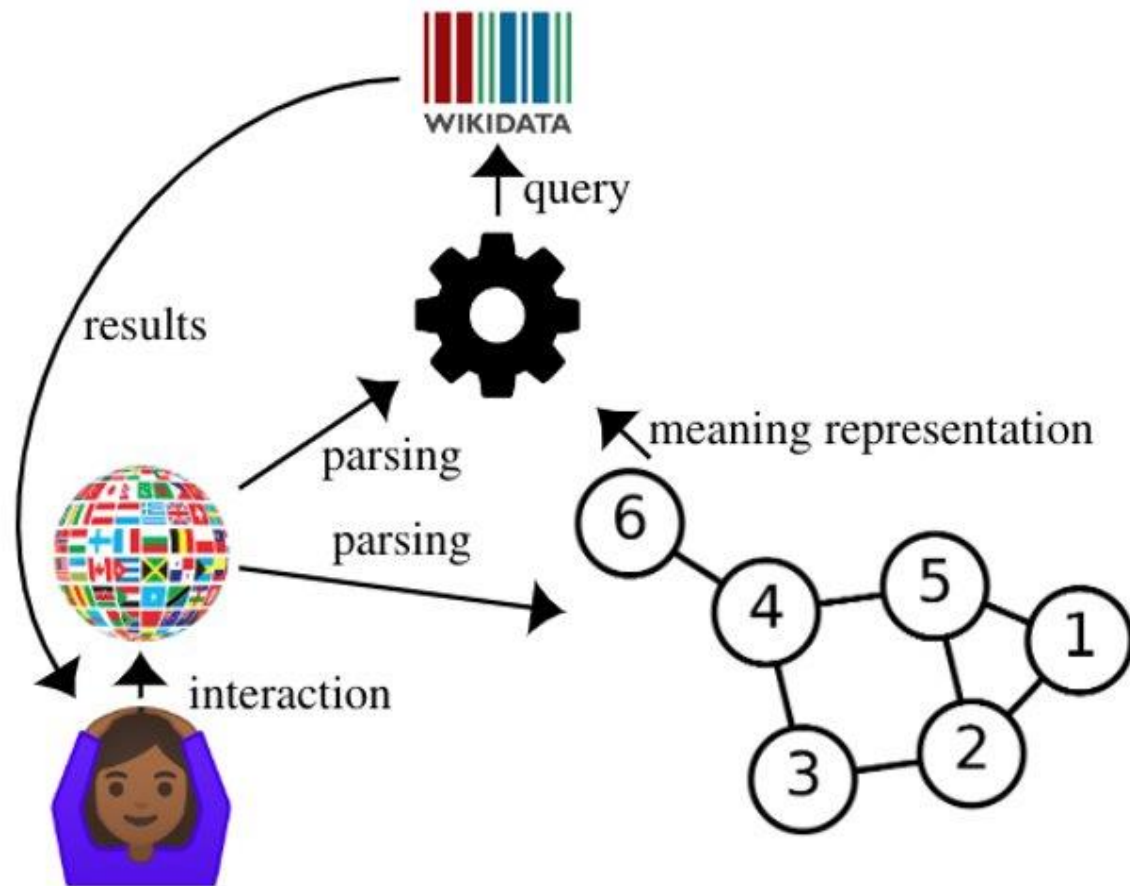 WIKIDATA
query
results
parsing
meaning representation
parsing
6
5
4
1
interaction
2
3